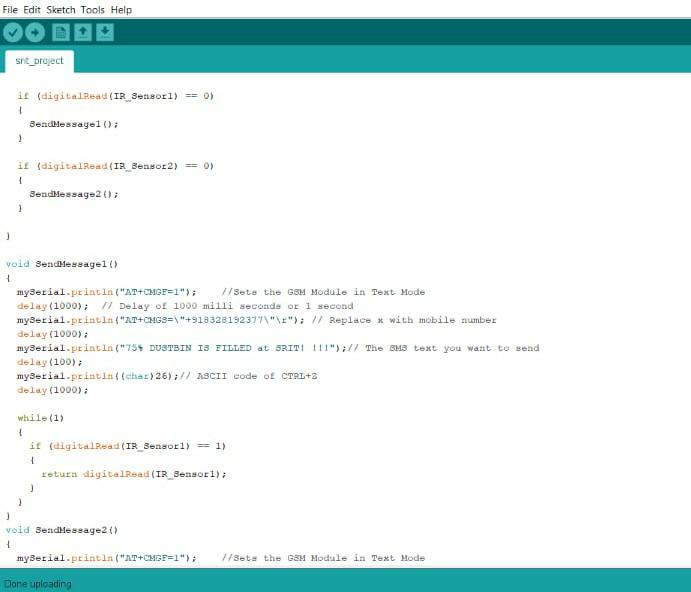 File Edit Sketch Tools Help
srit_project
if (digitalRead(IR_Sensor1) == 0)
{
SendMessage1();
}
if (digitalRead(IR_Sensor2) == 0)
{
SendMessage2();
}
}
void SendMessage1()
{
mySerial.println("AT+CMGF=1"); //Sets the GSM Module in Text Mode
delay(1000); // Delay of 1000 milli seconds or 1 second
mySerial.println("AT+CMGS=\"+918328192377\"\r"); // Replace x with mobile number
delay(1000);
mySerial.println("75% DUSTBIN IS FILLED at SRIT! !!!");// The SMS text you want to send
delay(100);
mySerial.println((char)26);// ASCII code of CTRL+Z
delay(1000);
while(1)
{
if (digitalRead(IR_Sensor1) == 1)
{
return digitalRead(IR_Sensor1);
}
}
}
void SendMessage2()
{
mySerial.println("AT+CMGF=1"); //Sets the GSM Module in Text Mode
Done uploading